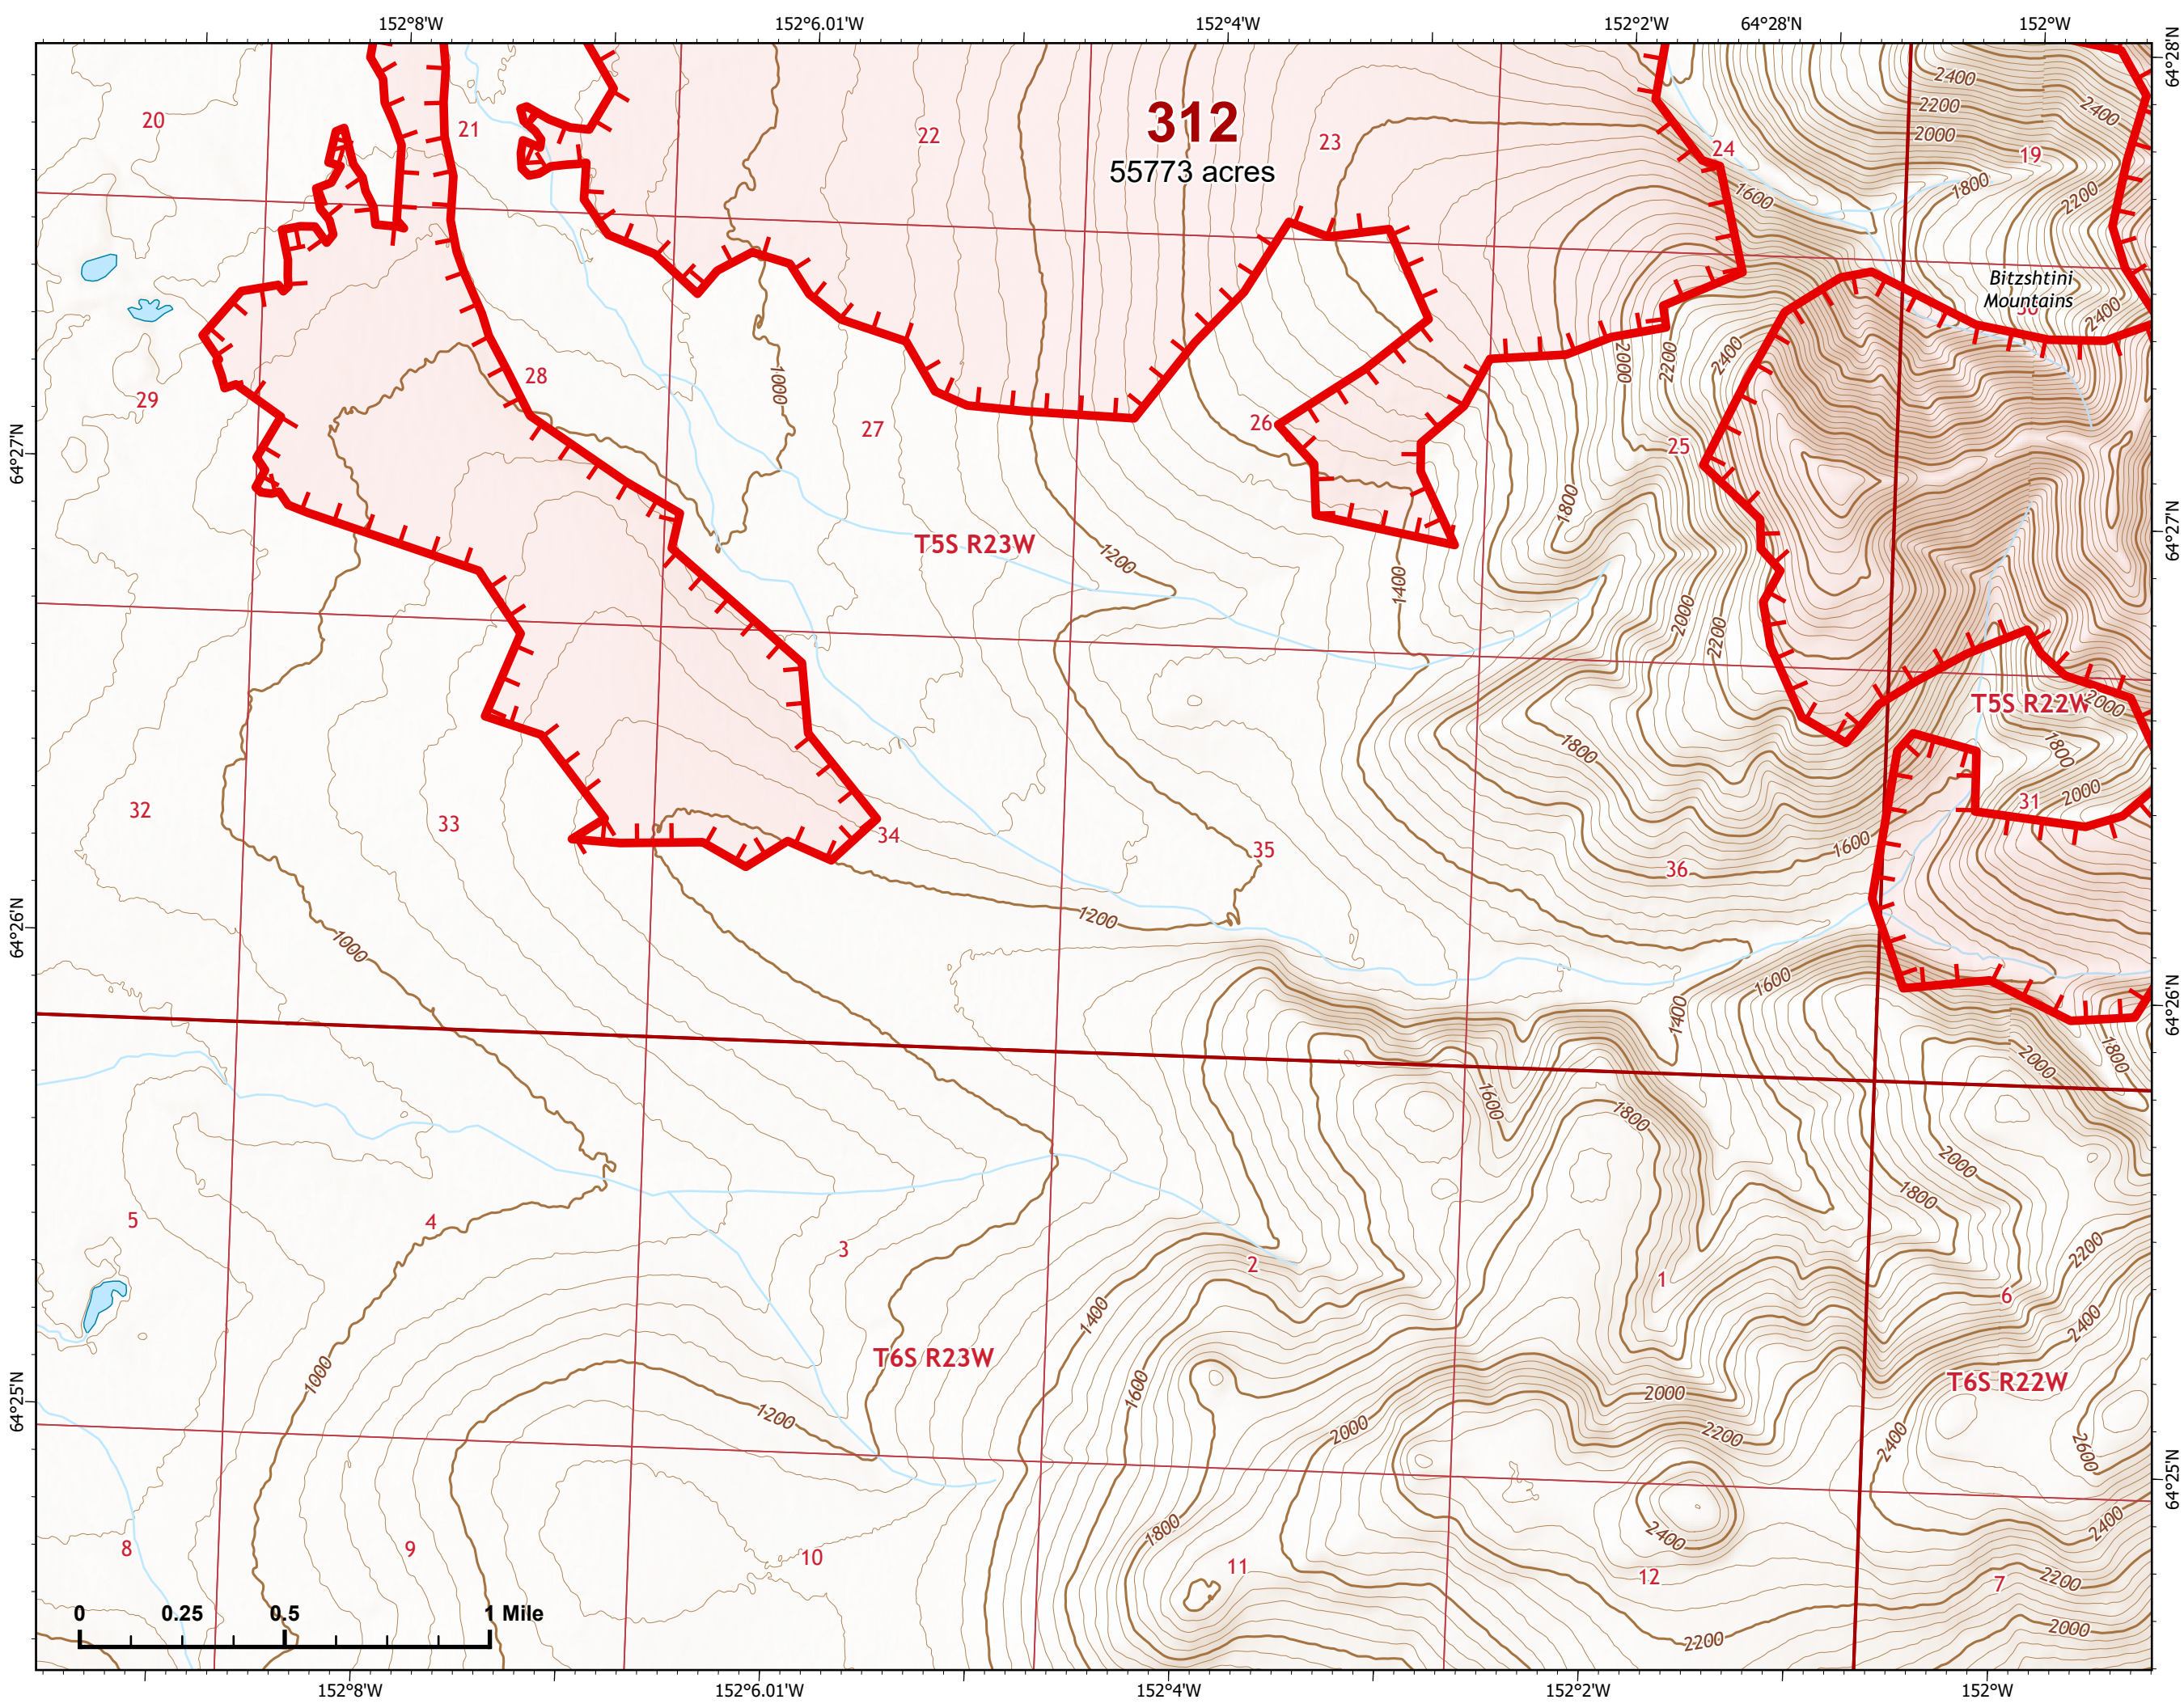 152°8'W 152°6.01'W 152°4'W 152°2'W 64°28'N 152°W
64°28'N
2400
2200
2400
2000
20 21 22 312 23 24 19
55773 acres
1600 1800 2200
Bitzshtini
Mountains
30
2400
2000 2200 2400
28 1000
29 27 26 25
64°27'N
1800
T5S R23W 1200 1400 64°27'N
2000 2200
T5S R22W 2000
1800 1800
2000
32 33 34 35 36 31
1600
1200
64°26'N
1000
1600
1400
64°26'N
2000 1800
1600 1800
2000
1800
5 4 3 2 1 6
2200
1400 2400
T6S R23W
1000 1600
T6S R22W
2000
1200 2000 2200 2400 2600
64°25'N
64°25'N
1800 2400 2400
8 9 10 11 12 7
2200
0 0.25 0.5 1 Mile
2200 2000
152°8'W 152°6.01'W 152°4'W 152°2'W 152°W